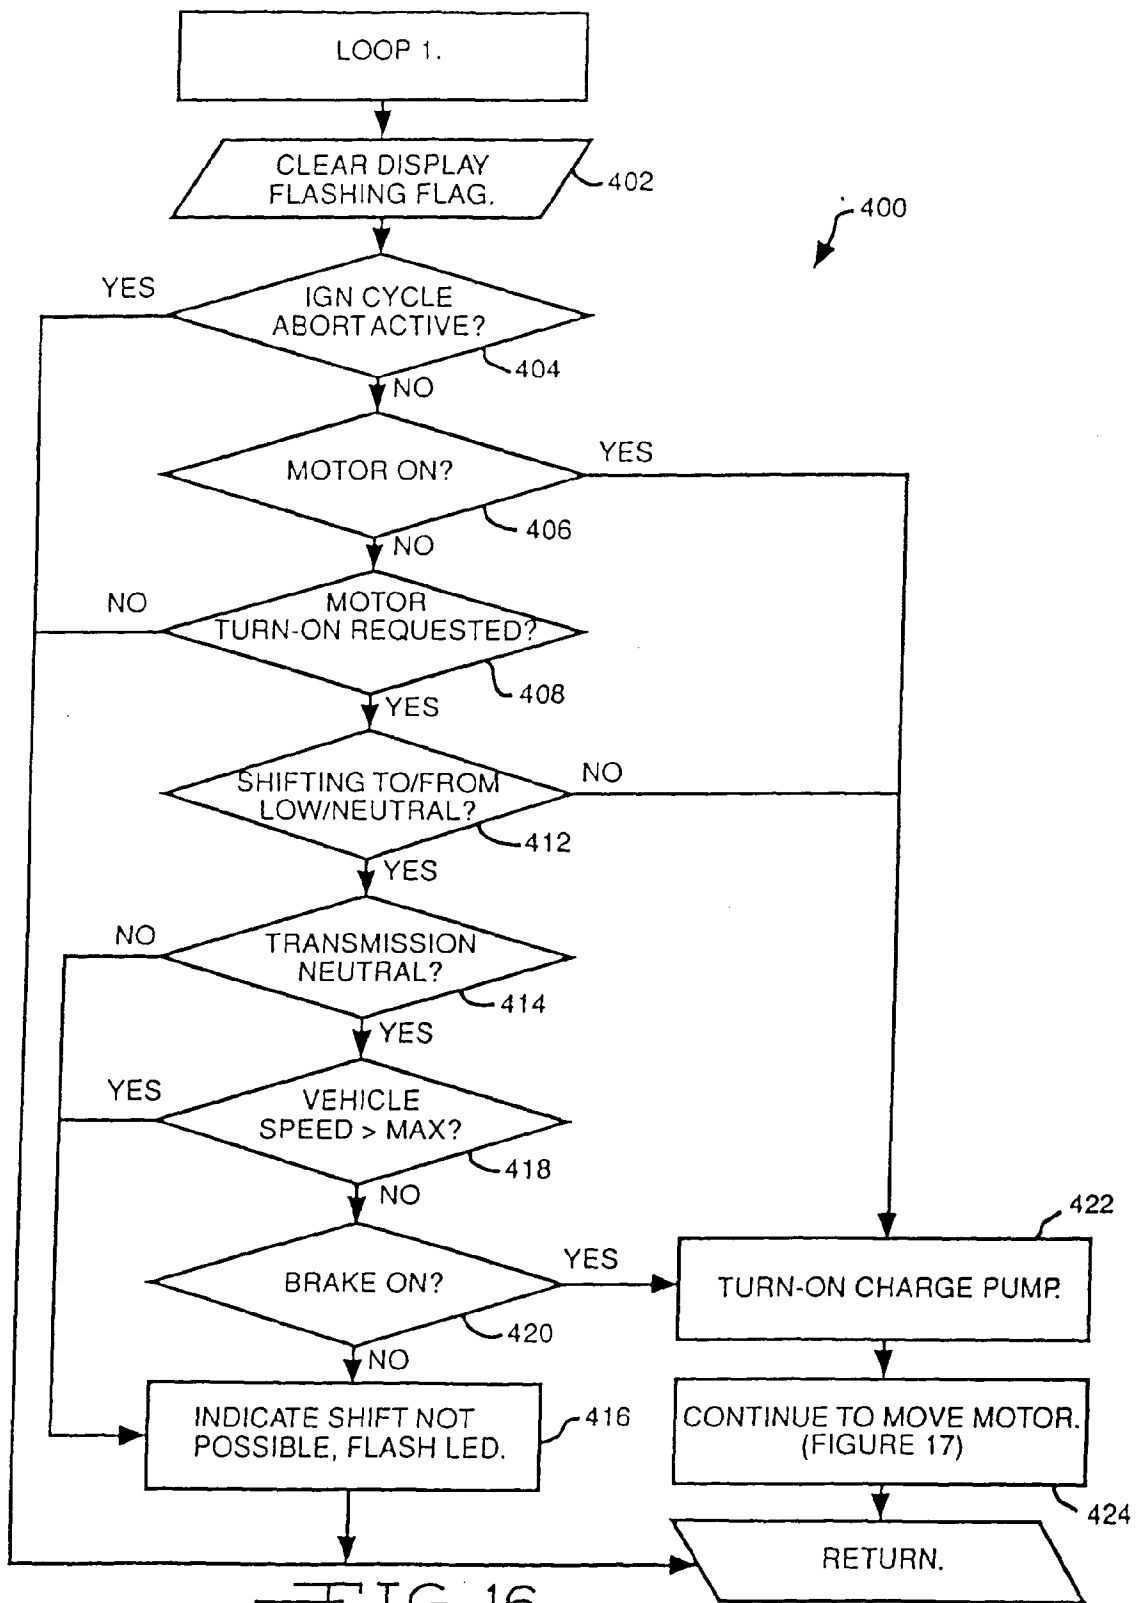 LOOP 1.
CLEAR DISPLAY
FLASHING FLAG.
402
400
YES
IGN CYCLE
ABORT ACTIVE?
404
NO
MOTOR ON?
YES
406
NO
NO
MOTOR
TURN-ON REQUESTED?
408
YES
SHIFTING TO/FROM
LOW/NEUTRAL?
NO
412
YES
NO
TRANSMISSION
NEUTRAL?
414
YES
YES
VEHICLE
SPEED > MAX?
418
NO
BRAKE ON?
YES
420
NO
422
TURN-ON CHARGE PUMP.
INDICATE SHIFT NOT
POSSIBLE, FLASH LED.
416
CONTINUE TO MOVE MOTOR.
(FIGURE 17)
424
RETURN.
FIG 16